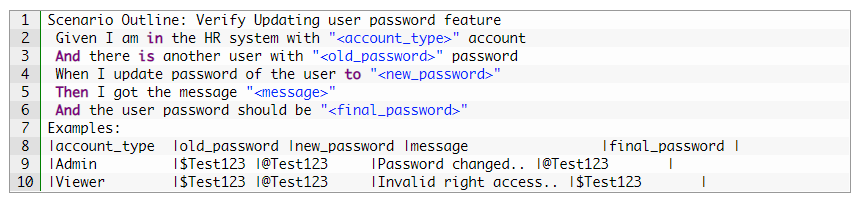 1 Scenario Outline: Verify Updating user password feature
2 Given I am in the HR system with "<account_type>" account
3 And there is another user with "<old_password>" password
4 When I update password of the user to "<new_password>"
5 Then I got the message "<message>"
6 And the user password should be "<final_password>"
7 Examples:
8 |account_type |old_password |new_password |message |final_password |
9 |Admin |$Test123 |@Test123 |Password changed.. |@Test123 |
10 |Viewer |$Test123 |@Test123 |Invalid right access.. |$Test123 |